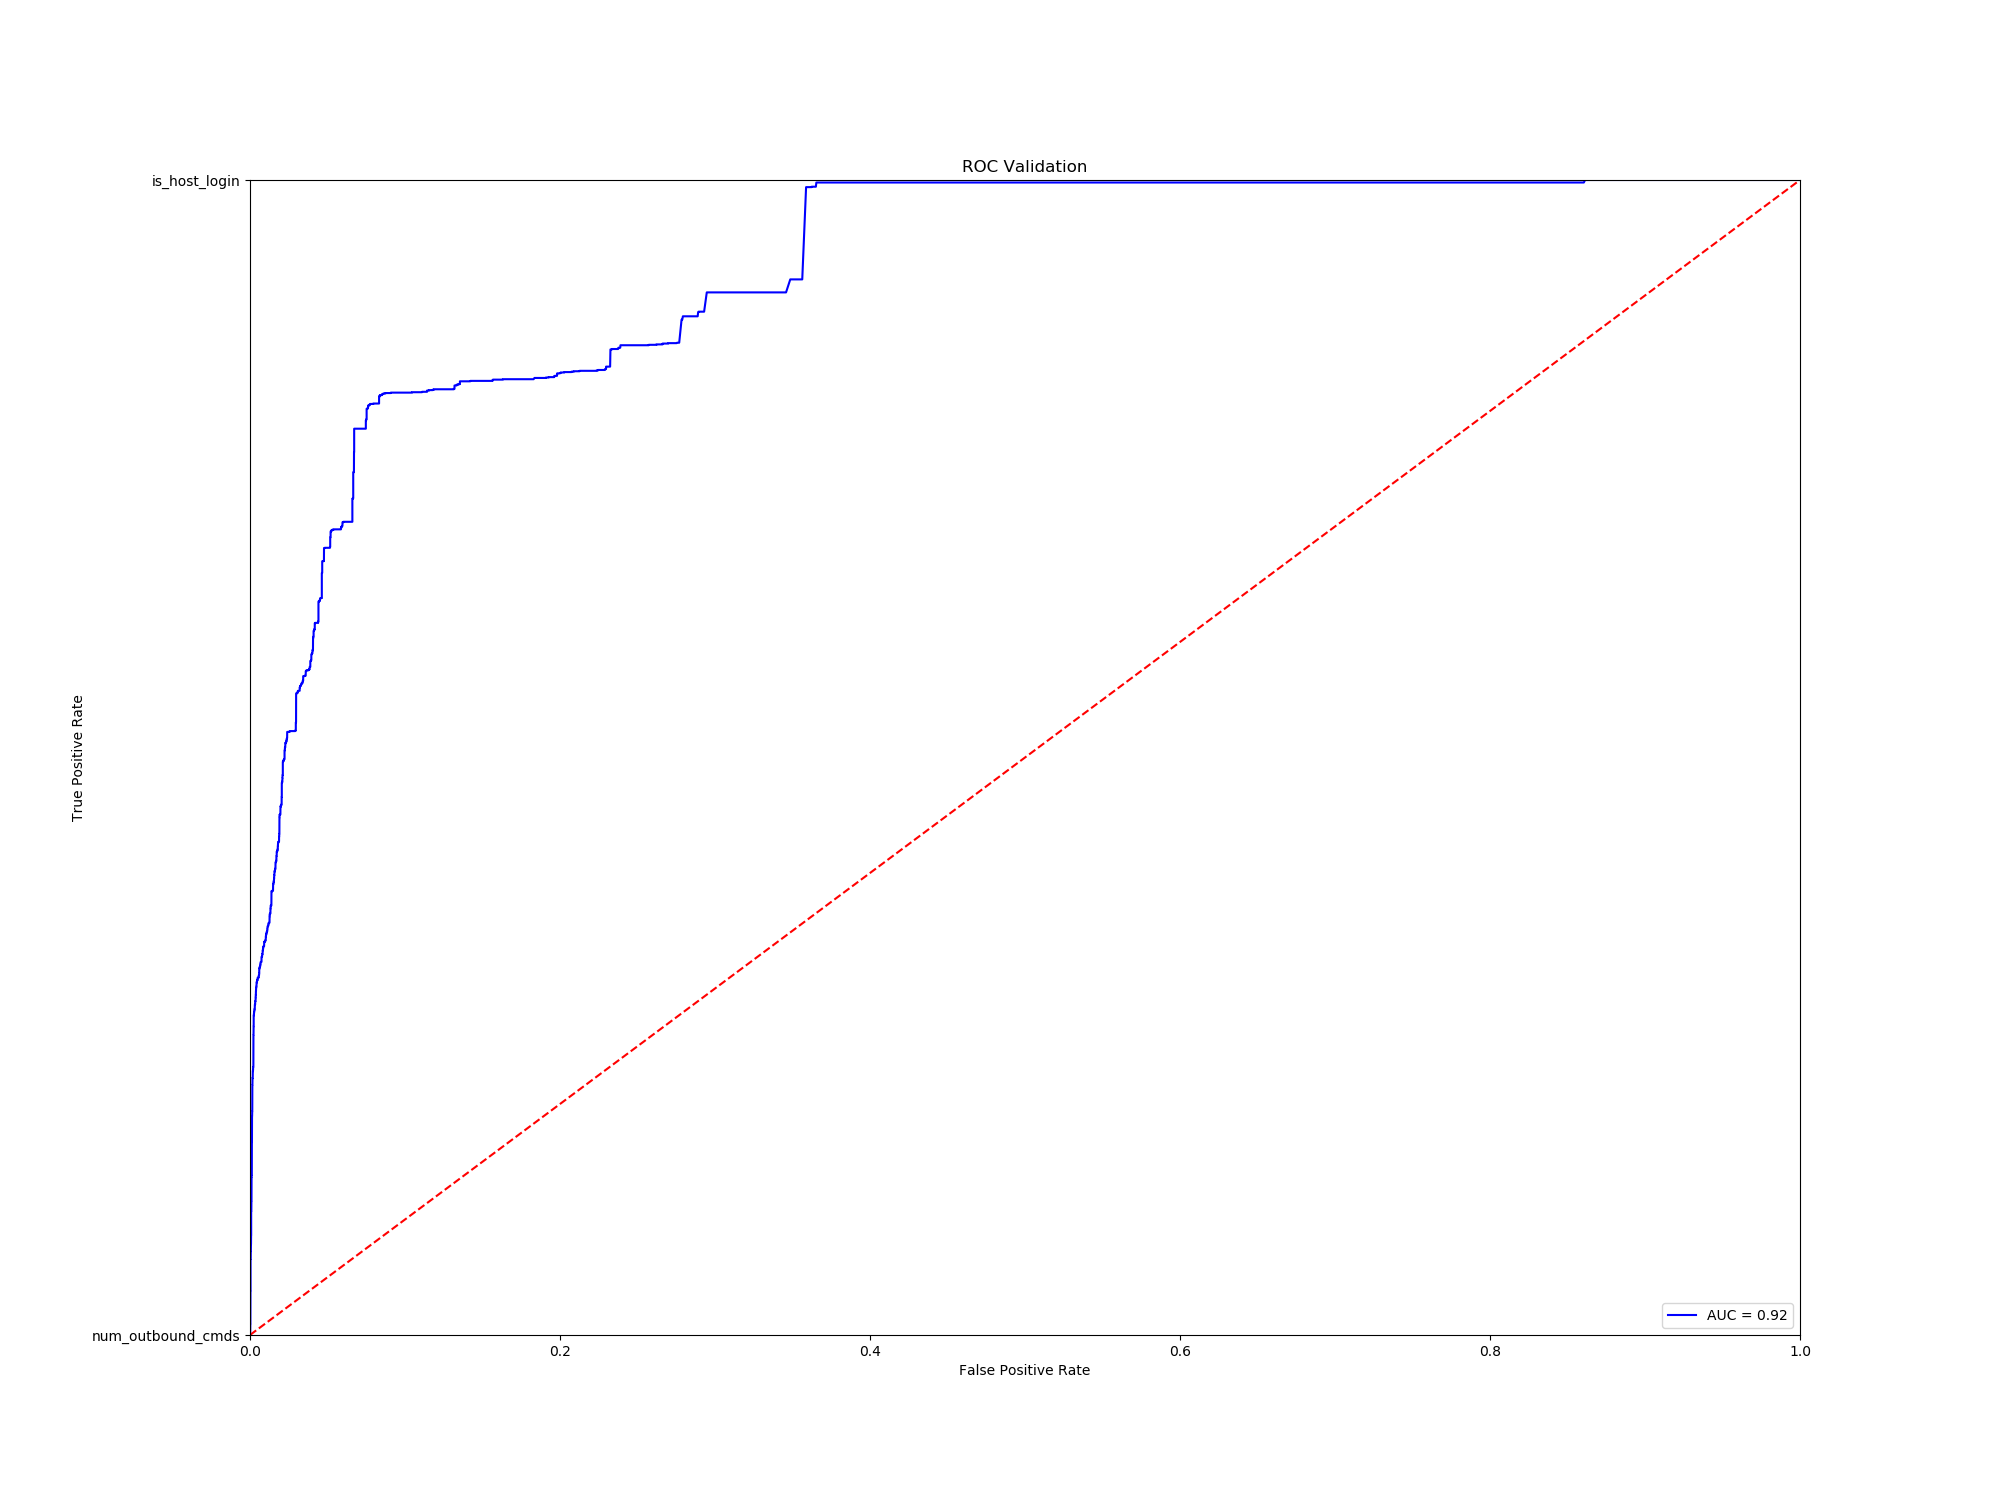 ROC Validation
is_host_login
True Positive Rate
num_outbound_cmds
AUC = 0.92
0.0 0.2 0.4 0.6 0.8 1.0
False Positive Rate